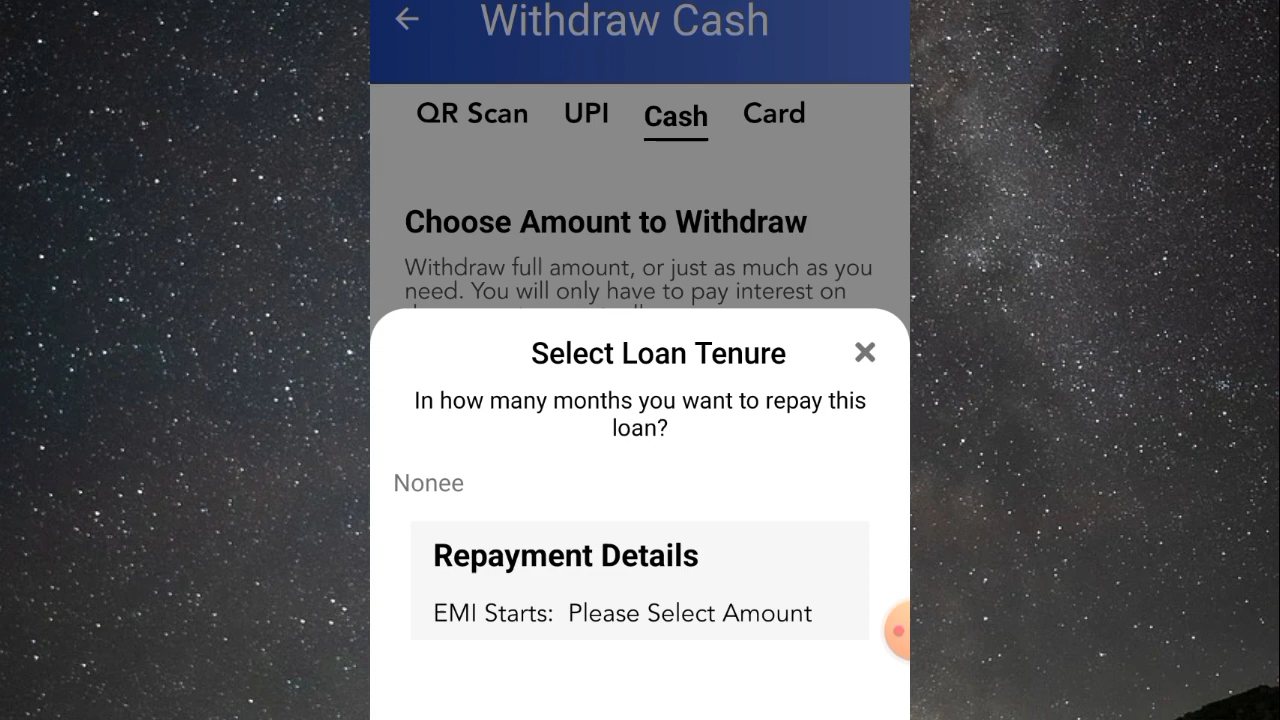 Withdraw Cash
QR Scan UPI Cash Card
Choose Amount to Withdraw
Withdraw full amount, or just as much as you
need. You will only have to pay interest on
Select Loan Tenure
In how many months you want to repay this
loan?
Nonee
Repayment Details
EMI Starts: Please Select Amount